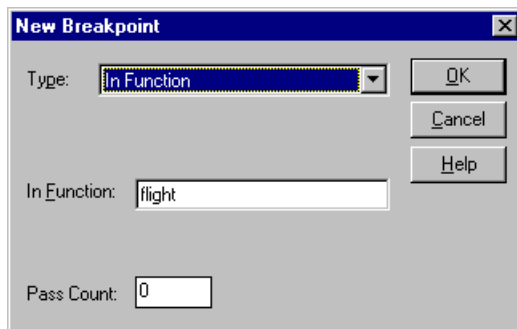 New Breakpoint
Type: In Function
OK
Cancel
Help
In Function: flight
Pass Count: 0